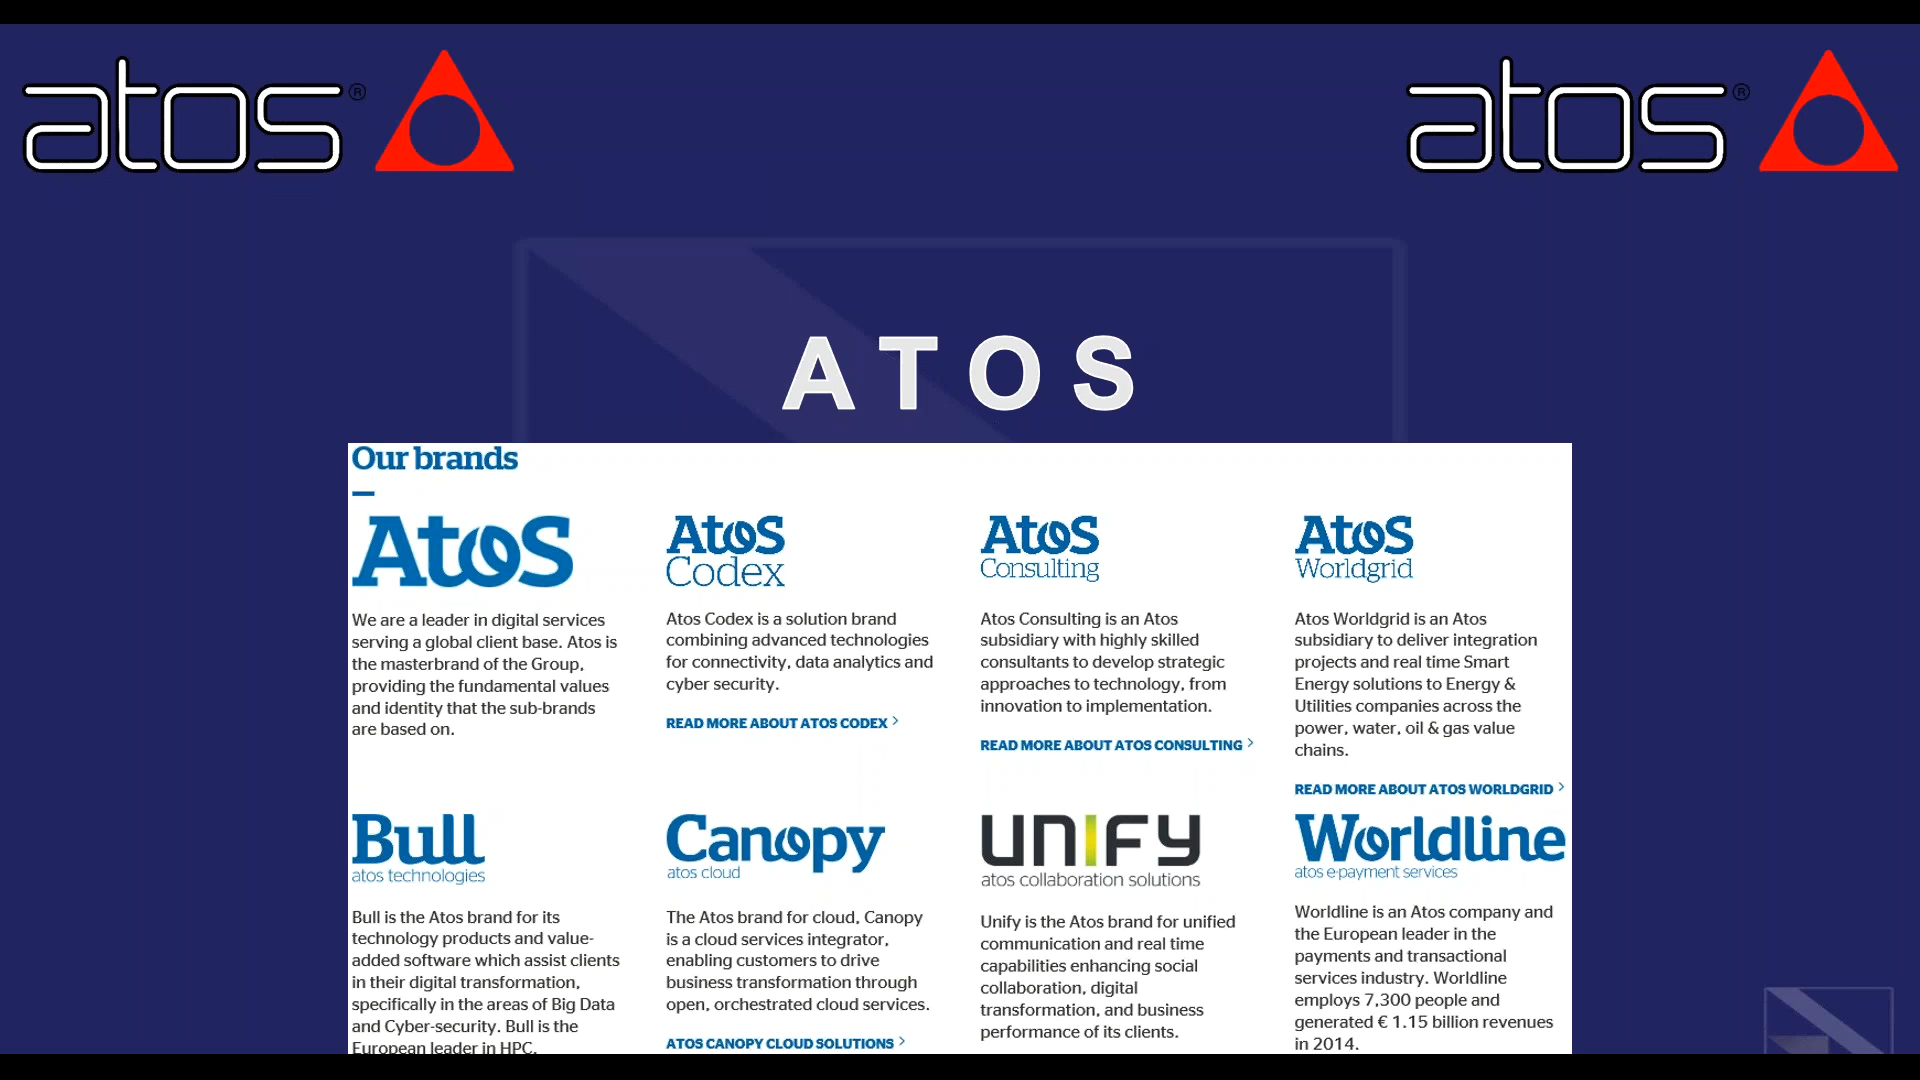 atos®
atos®
ATOS
Our brands
Atos
We are a leader in digital services
serving a global client base. Atos is
the masterbrand of the Group,
providing the fundamental values
and identity that the sub-brands
are based on.
Atos
Codex
Atos Codex is a solution brand
combining advanced technologies
for connectivity, data analytics and
cyber security.
READ MORE ABOUT ATOS CODEX >
Atos
Consulting
Atos Consulting is an Atos
subsidiary with highly skilled
consultants to develop strategic
approaches to technology, from
innovation to implementation.
READ MORE ABOUT ATOS CONSULTING >
Atos
Worldgrid
Atos Worldgrid is an Atos
subsidiary to deliver integration
projects and real time Smart
Energy solutions to Energy &
Utilities companies across the
power, water, oil & gas value
chains.
READ MORE ABOUT ATOS WORLDGRID >
Bull
atos technologies
Bull is the Atos brand for its
technology products and value-
added software which assist clients
in their digital transformation,
specifically in the areas of Big Data
and Cyber-security. Bull is the
European leader in HPC.
Canopy
atos cloud
The Atos brand for cloud, Canopy
is a cloud services integrator,
enabling customers to drive
business transformation through
open, orchestrated cloud services.
ATOS CANOPY CLOUD SOLUTIONS >
UNIFY
atos collaboration solutions
Unify is the Atos brand for unified
communication and real time
capabilities enhancing social
collaboration, digital
transformation, and business
performance of its clients.
Worldline
atos e-payment services
Worldline is an Atos company and
the European leader in the
payments and transactional
services industry. Worldline
employs 7,300 people and
generated € 1.15 billion revenues
in 2014.